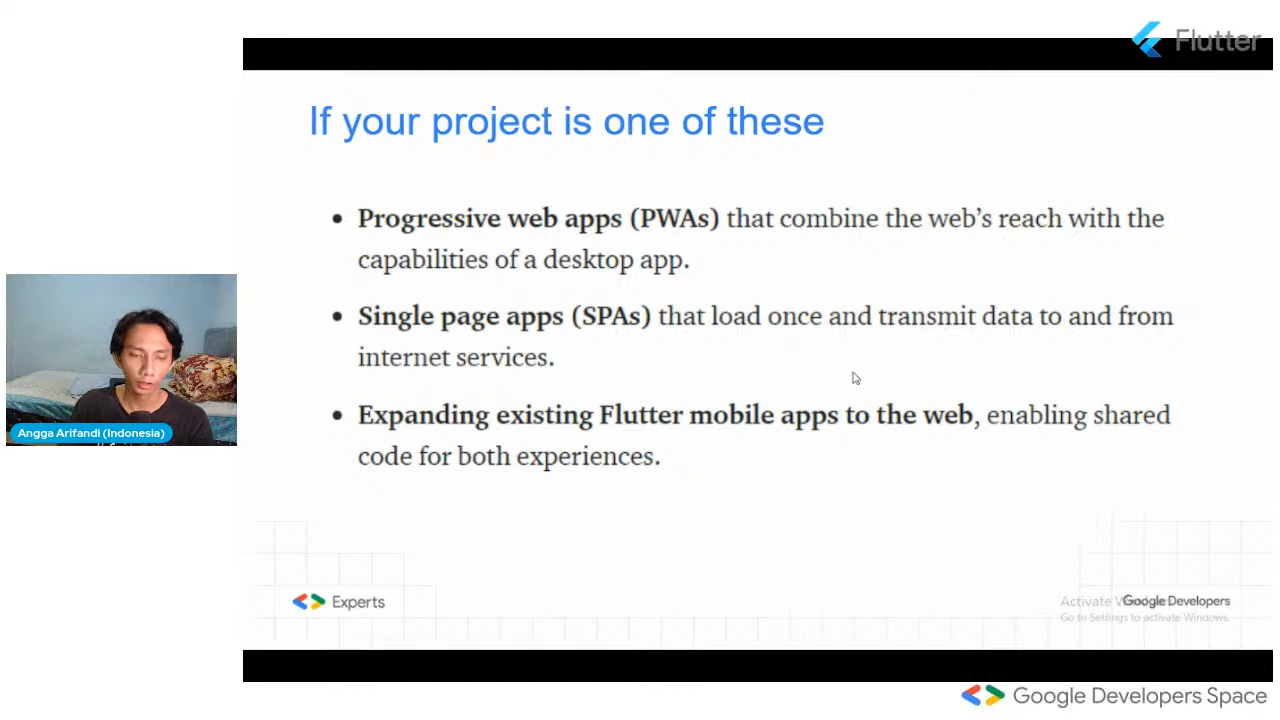 Flutter
If your project is one of these
• Progressive web apps (PWAs) that combine the web’s reach with the
capabilities of a desktop app.
• Single page apps (SPAs) that load once and transmit data to and from
internet services.
• Expanding existing Flutter mobile apps to the web, enabling shared
code for both experiences.
Angga Arifandi (Indonesia)
Experts
Activate
Google Developers
Go to Settings to activate Windows.
Google Developers Space